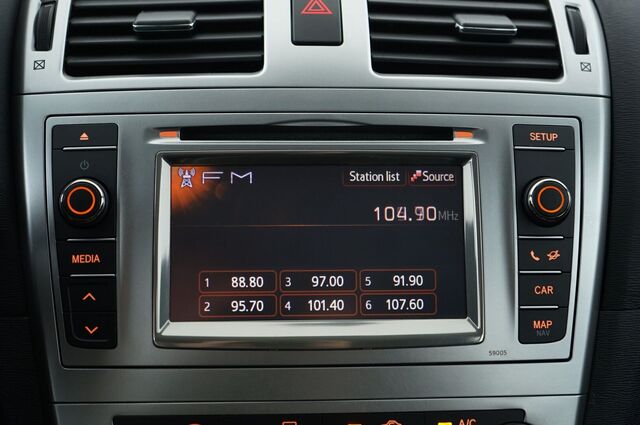 SETUP
FM
Station list
Source
104.90MHz
MEDIA
CAR
1 88.80
3 97.00
5 91.90
2 95.70
4 101.40
6 107.60
MAP
NAV
59005
A/C